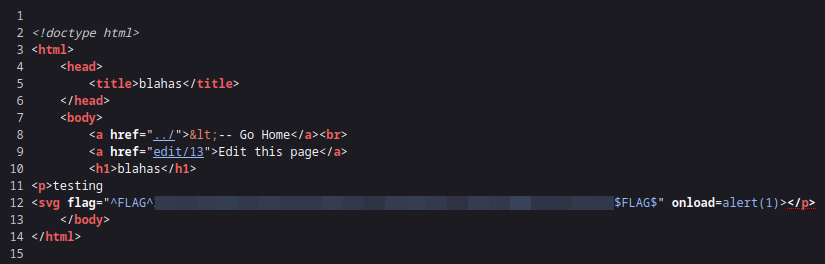 1
2 <!doctype html>
3 <html>
4 <head>
5 <title>blahas</title>
6 </head>
7 <body>
8 <a href="../">&lt;-- Go Home</a><br>
9 <a href="edit/13">Edit this page</a>
10 <h1>blahas</h1>
11 <p>testing
12 <svg flag="^FLAG^ $FLAG$" onload=alert(1)></p>
13 </body>
14 </html>
15